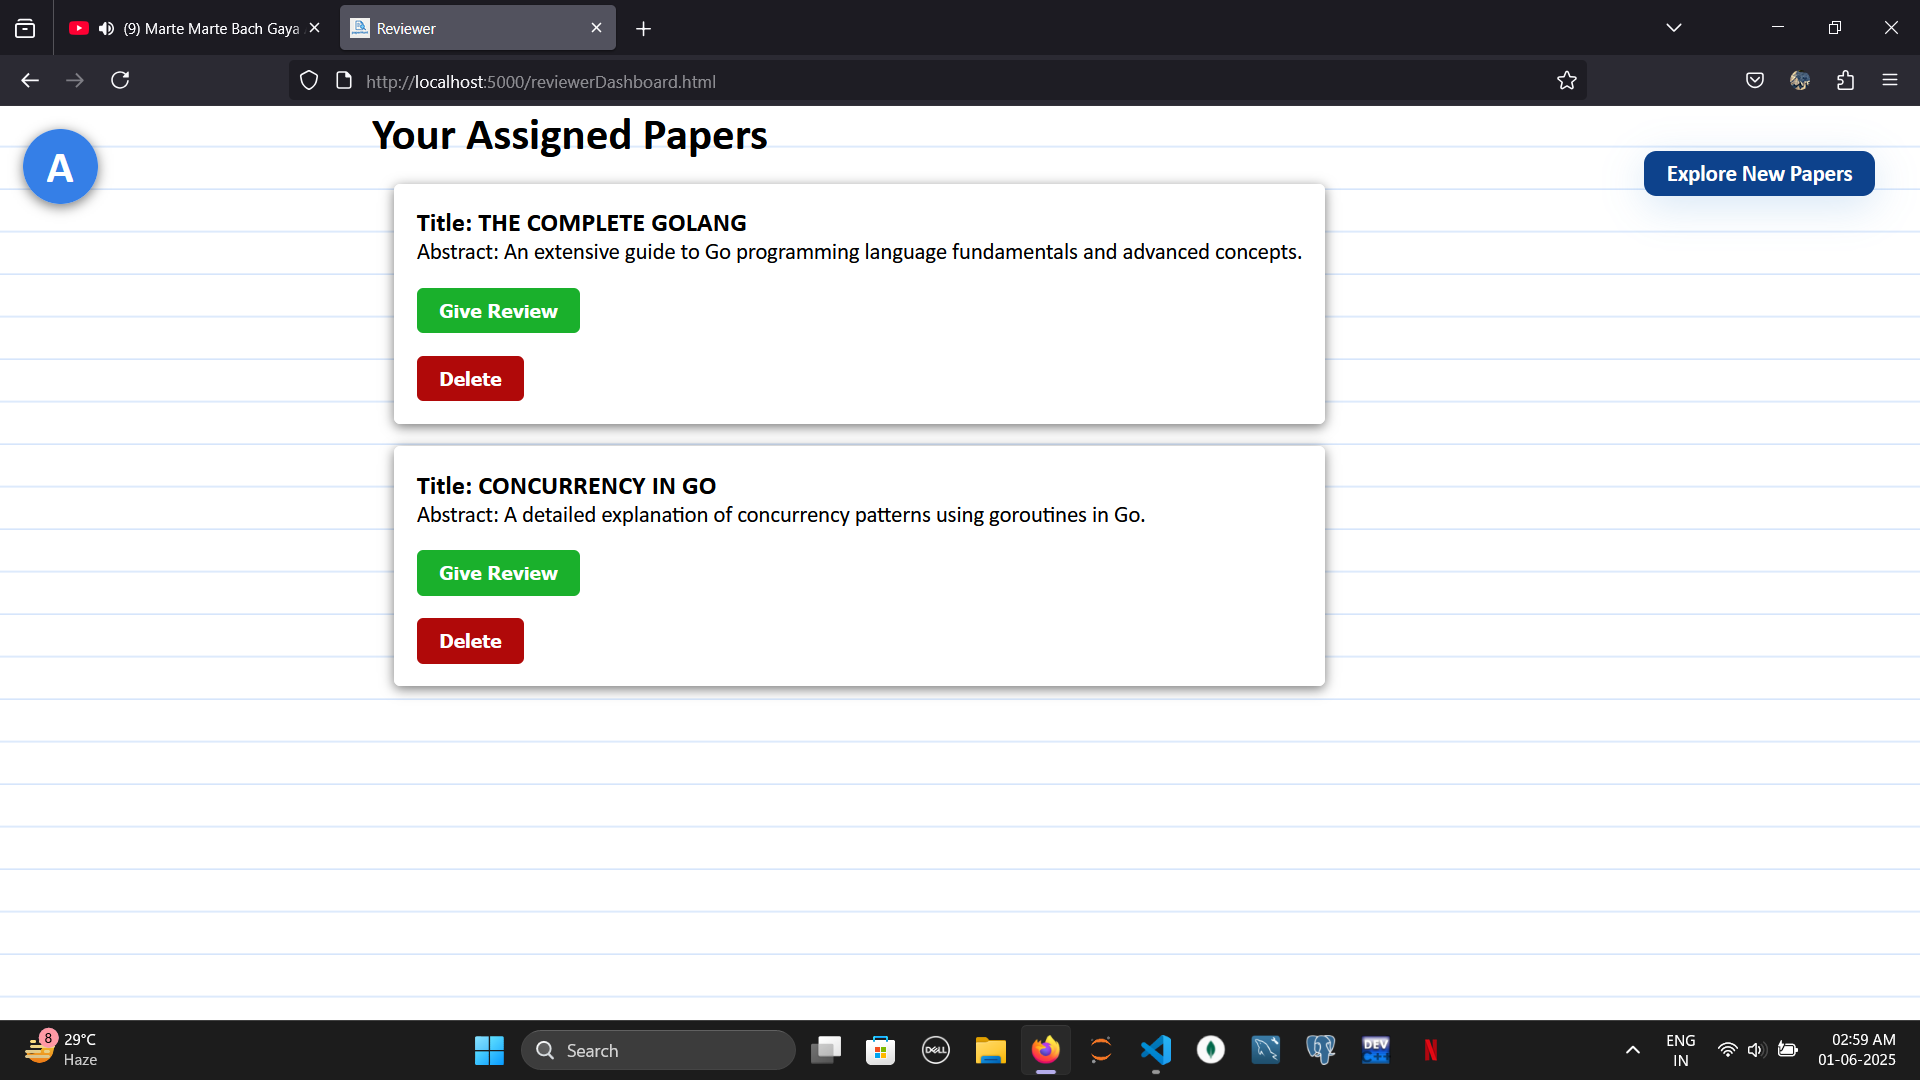 (9) Marte Marte Bach Gaya
Reviewer
http://localhost:5000/reviewerDashboard.html
A
Your Assigned Papers
Explore New Papers
Title: THE COMPLETE GOLANG
Abstract: An extensive guide to Go programming language fundamentals and advanced concepts.
Give Review
Delete
Title: CONCURRENCY IN GO
Abstract: A detailed explanation of concurrency patterns using goroutines in Go.
Give Review
Delete
8
29°C
Haze
Search
DELL
DEV
C++
N
ENG
IN
02:59 AM
01-06-2025